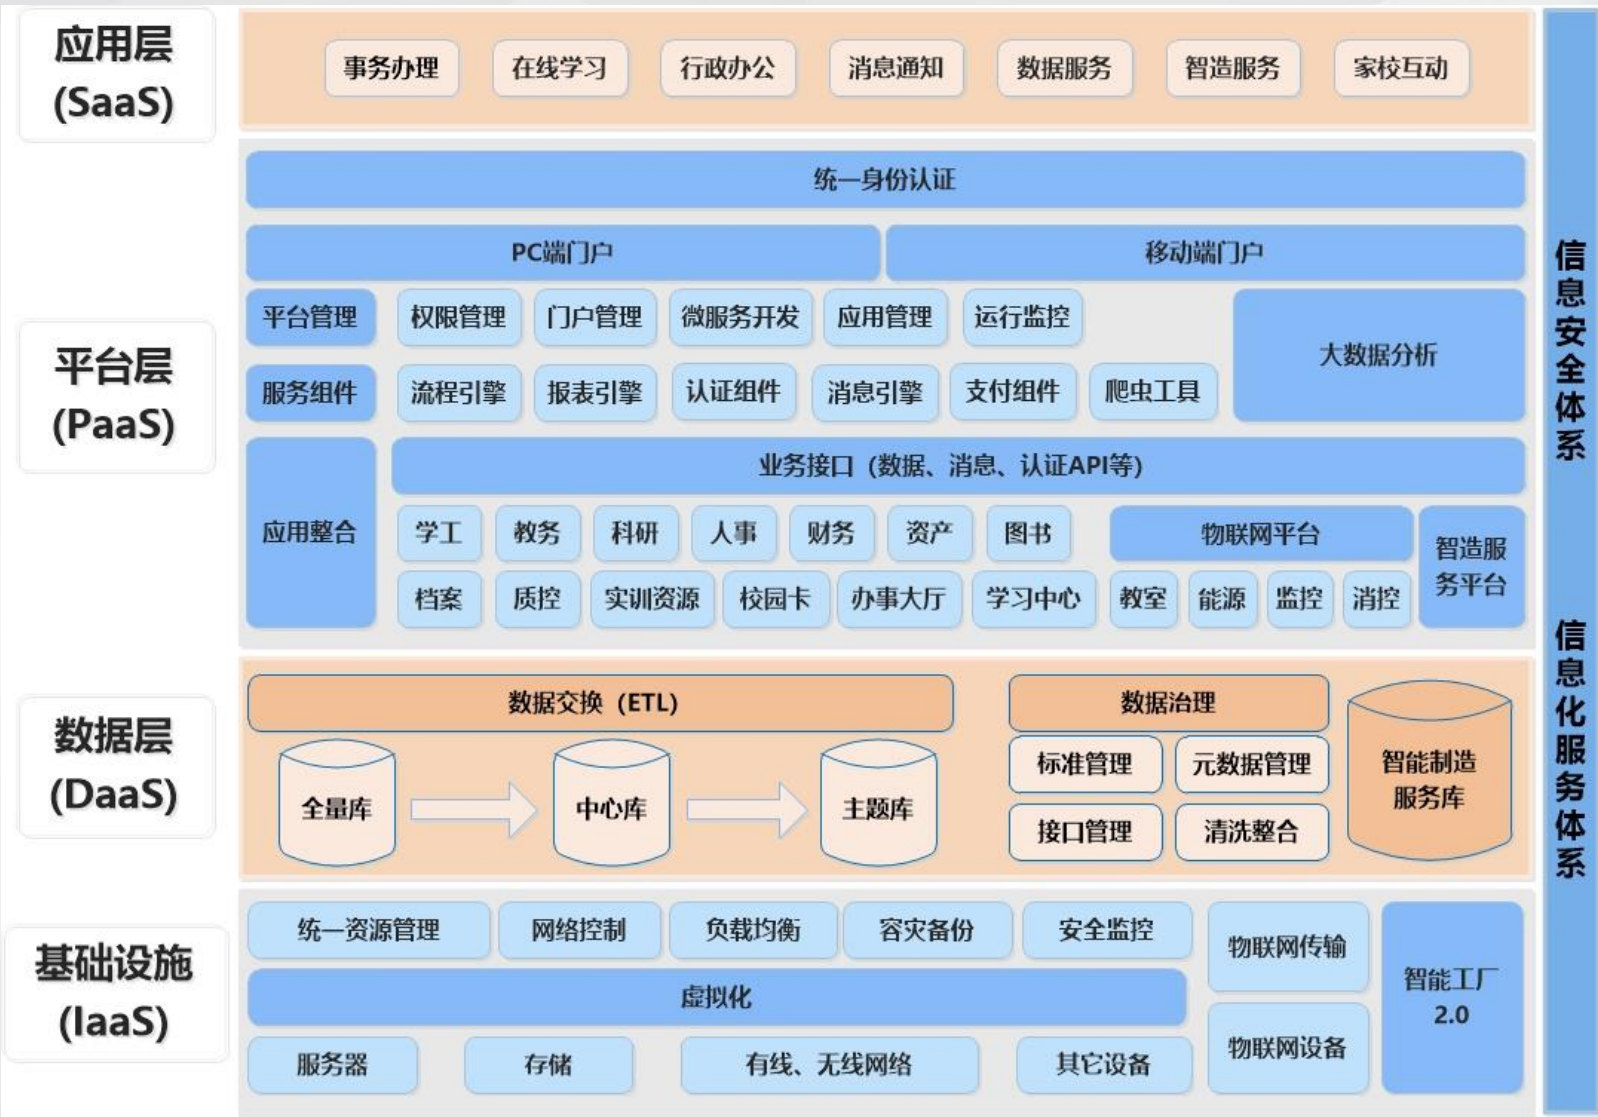 应用层
(SaaS)
事务办理
在线学习
行政办公
消息通知
数据服务
智造服务
家校互动
平台层
(PaaS)
统一身份认证
PC端门户
移动端门户
平台管理
权限管理
门户管理
微服务开发
应用管理
运行监控
大数据分析
服务组件
流程引擎
报表引擎
认证组件
消息引擎
支付组件
爬虫工具
应用整合
业务接口（数据、消息、认证API等）
学工
教务
科研
人事
财务
资产
图书
物联网平台
智造服
务平台
档案
质控
实训资源
校园卡
办事大厅
学习中心
教室
能源
监控
消控
数据层
(DaaS)
数据交换（ETL）
全量库
中心库
主题库
数据治理
标准管理
元数据管理
接口管理
清洗整合
智能制造
服务库
基础设施
(IaaS)
统一资源管理
网络控制
负载均衡
容灾备份
安全监控
虚拟化
服务器
存储
有线、无线网络
其它设备
物联网传输
物联网设备
智能工厂
2.0
信息安全体系
信息化服务体系